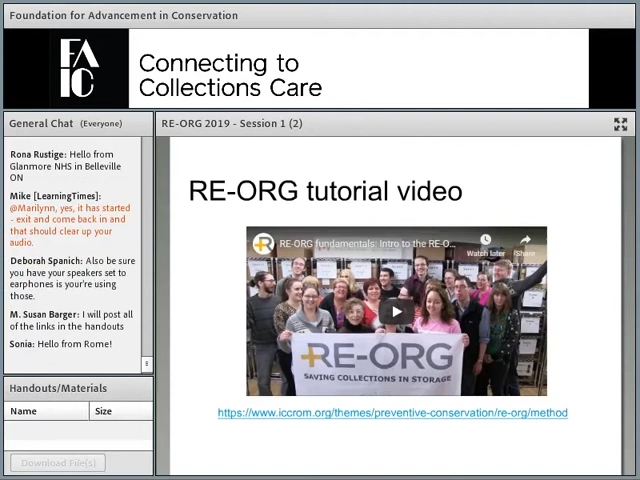 Foundation for Advancement in Conservation
FA
IC
Connecting to
Collections Care
General Chat (Everyone)
Rona Rustige: Hello from
Glanmore NHS in Belleville
ON
Mike [LearningTimes]:
@Marilynn, yes, it has started
- exit and come back in and
that should clear up your
audio.
Deborah Spanich: Also be sure
you have your speakers set to
earphones is you're using
those.
M. Susan Barger: I will post all
of the links in the handouts
Sonia: Hello from Rome!
Handouts/Materials
Name Size
Download File(s)
RE-ORG 2019 - Session 1 (2)
RE-ORG tutorial video
RE-ORG fundamentals: Intro to the RE-O...
Watch later Share
+RE-ORG
SAVING COLLECTIONS IN STORAGE
https://www.iccrom.org/themes/preventive-conservation/re-org/method